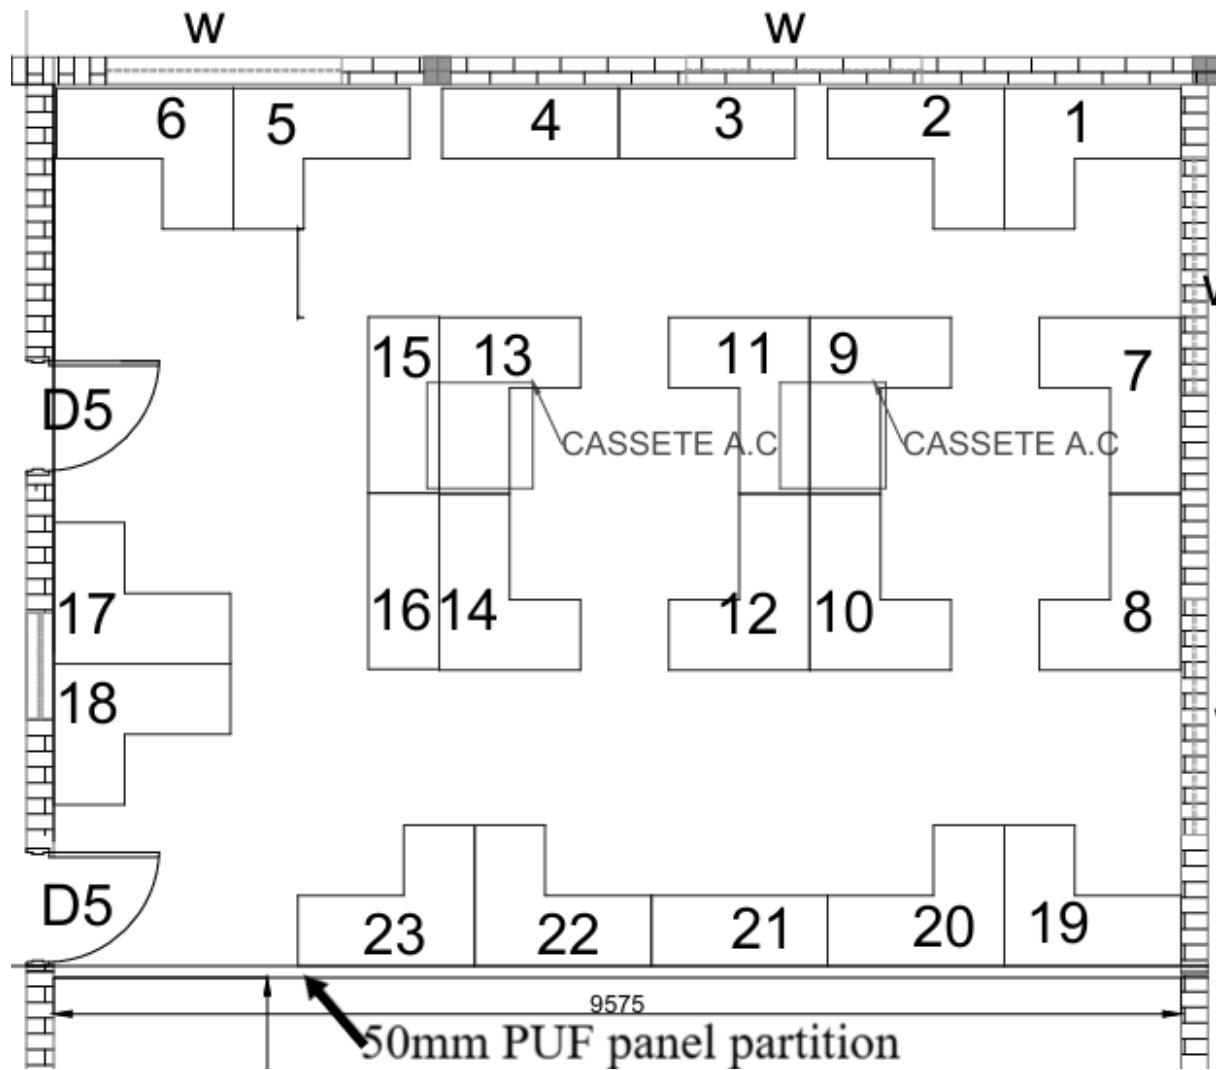 W W
6 5 4 3 2 1
15 13 11 9 7
D5
CASSETE A.C CASSETE A.C
17 16 14 12 10 8
18
D5 23 22 21 20 19
9575
50mm PUF panel partition